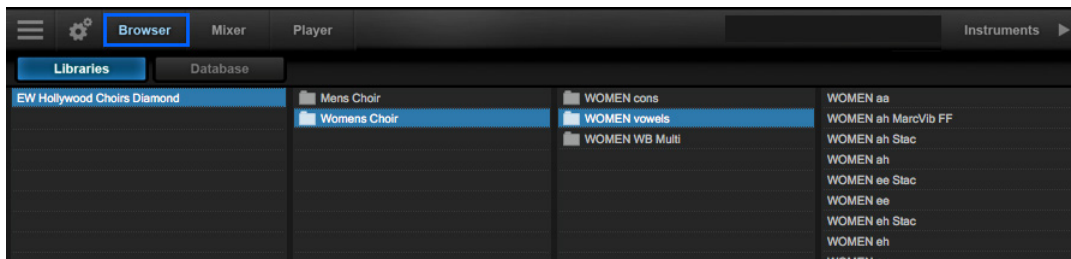 Browser Mixer Player Instruments
Libraries Database
EW Hollywood Choirs Diamond
Mens Choir
Womens Choir
WOMEN cons
WOMEN vowels
WOMEN WB Multi
WOMEN aa
WOMEN ah MarcVib FF
WOMEN ah Stac
WOMEN ah
WOMEN ee Stac
WOMEN ee
WOMEN eh Stac
WOMEN eh